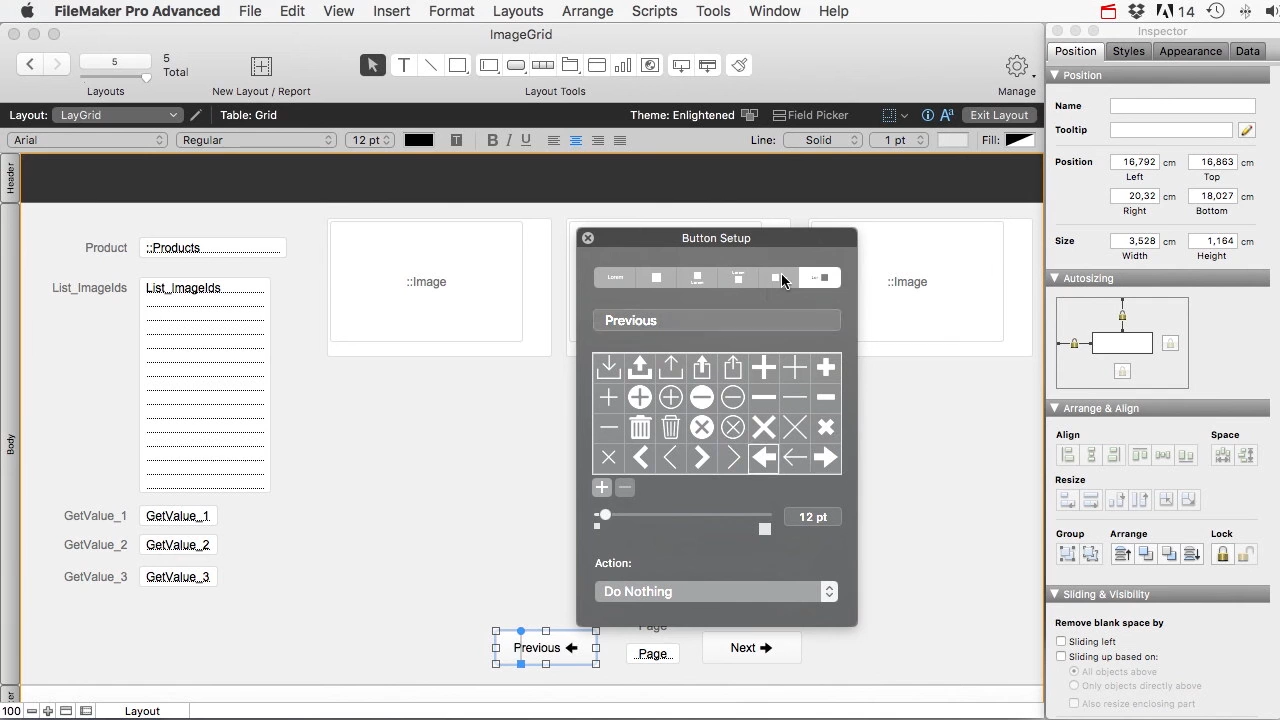 FileMaker Pro Advanced File Edit View Insert Format Layouts Arrange Scripts Tools Window Help 14
ImageGrid
5
5
Total
Layouts
New Layout / Report
Layout Tools
Manage
Layout: LayGrid Table: Grid Theme: Enlightened Field Picker Exit Layout
Arial Regular 12 pt B I U Line: Solid 1 pt Fill:
Header
Body
Product ::Products
List_ImageIds List_ImageIds
::Image
::Image
GetValue_1 GetValue_1
GetValue_2 GetValue_2
GetValue_3 GetValue_3
Button Setup
Previous
12 pt
Action:
Do Nothing
Page
Previous
Page
Next
100 Layout
Inspector
Position Styles Appearance Data
Position
Name
Tooltip
Position 16,792 cm 16,863 cm
Left Top
20,32 cm 18,027 cm
Right Bottom
Size 3,528 cm 1,164 cm
Width Height
Autosizing
Arrange & Align
Align Space
Resize
Group Arrange Lock
Sliding & Visibility
Remove blank space by
Sliding left
Sliding up based on:
All objects above
Only objects directly above
Also resize enclosing part